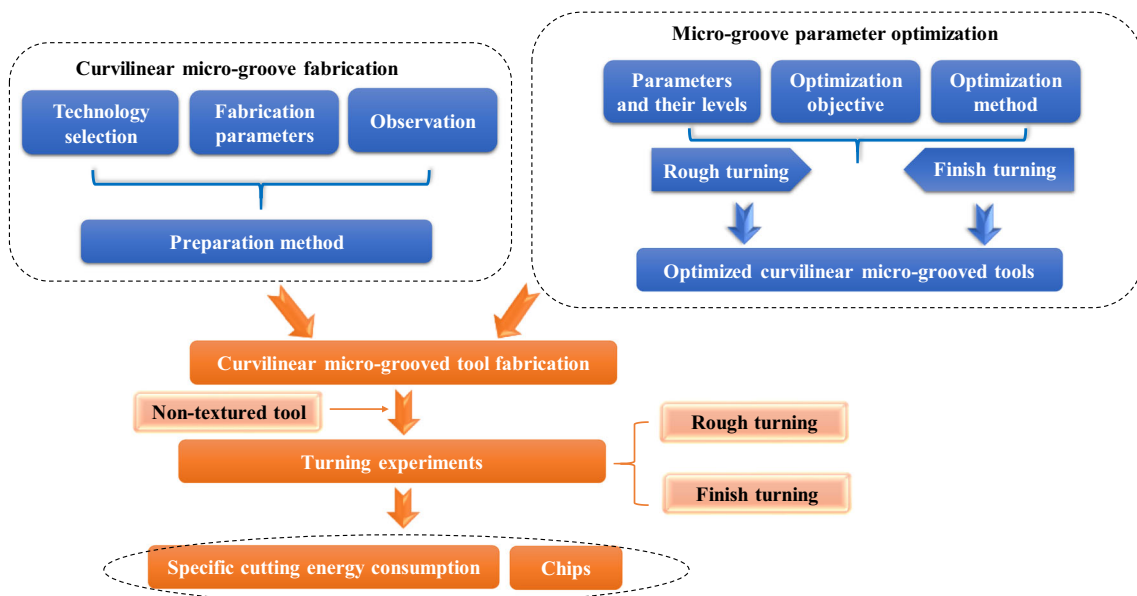 Curvilinear micro-groove fabrication
Technology
selection
Fabrication
parameters
Observation
Preparation method
Micro-groove parameter optimization
Parameters
and their levels
Optimization
objective
Optimization
method
Rough turning
Finish turning
Optimized curvilinear micro-grooved tools
Curvilinear micro-grooved tool fabrication
Non-textured tool
Turning experiments
Rough turning
Finish turning
Specific cutting energy consumption
Chips